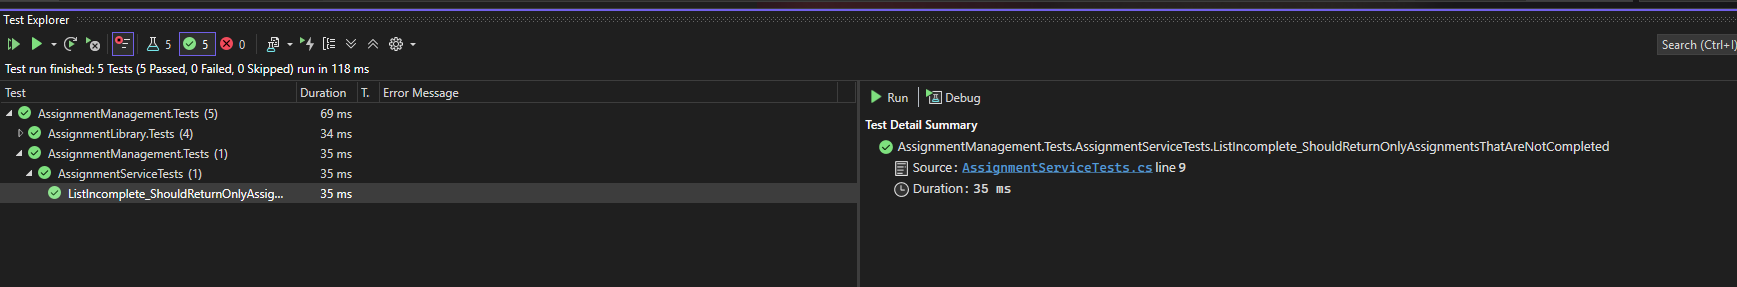 Test Explorer
5 5 0
Search (Ctrl+I)
Test run finished: 5 Tests (5 Passed, 0 Failed, 0 Skipped) run in 118 ms
Test Duration T. Error Message
AssignmentManagement.Tests (5) 69 ms
AssignmentLibrary.Tests (4) 34 ms
AssignmentManagement.Tests (1) 35 ms
AssignmentServiceTests (1) 35 ms
ListIncomplete_ShouldReturnOnlyAssig... 35 ms
Run Debug
Test Detail Summary
AssignmentManagement.Tests.AssignmentServiceTests.ListIncomplete_ShouldReturnOnlyAssignmentsThatAreNotCompleted
Source: AssignmentServiceTests.cs line 9
Duration: 35 ms